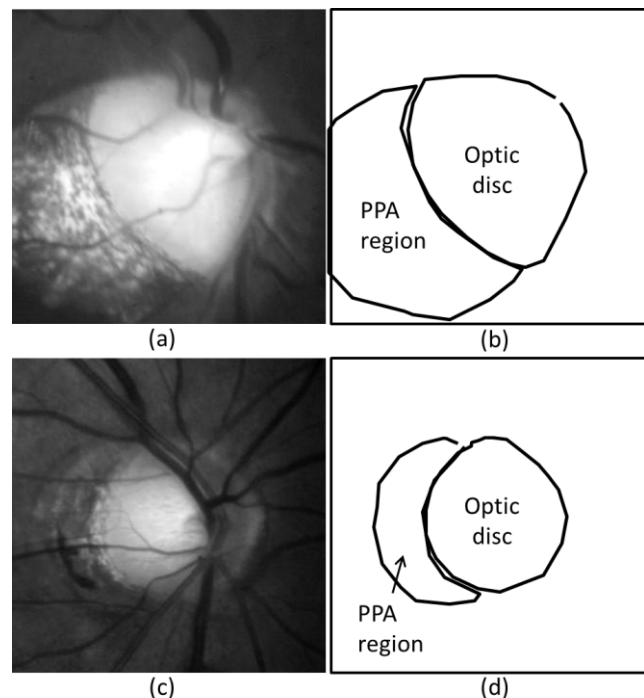 Optic
disc
PPA
region
(a)
(b)
Optic
disc
PPA
region
(c)
(d)